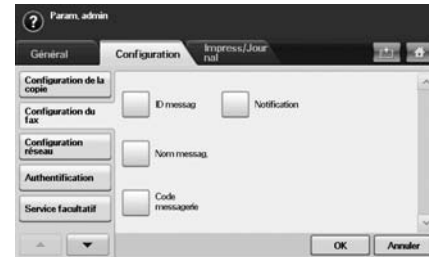 ? Param, admin
Général
Configuration
Impress/Jour
nal
Configuration de la
copie
Configuration du
fax
Configuration
réseau
Authentification
Service facultatif
ID messag
Notification
Nom messag.
Code
messagerie
OK
Annuler